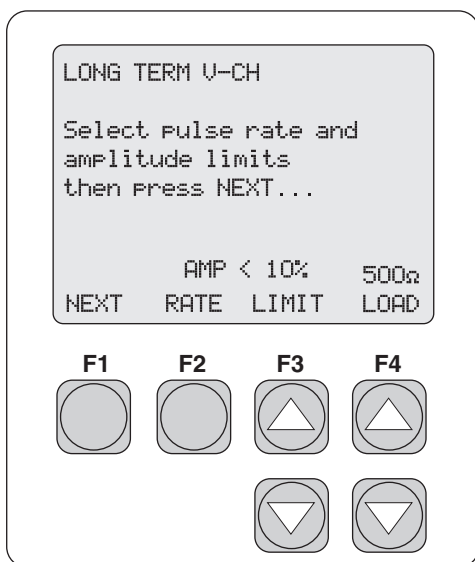 LONG TERM V-CH
Select pulse rate and
amplitude limits
then press NEXT...
AMP < 10% 500Ω
NEXT RATE LIMIT LOAD
F1 F2 F3 F4